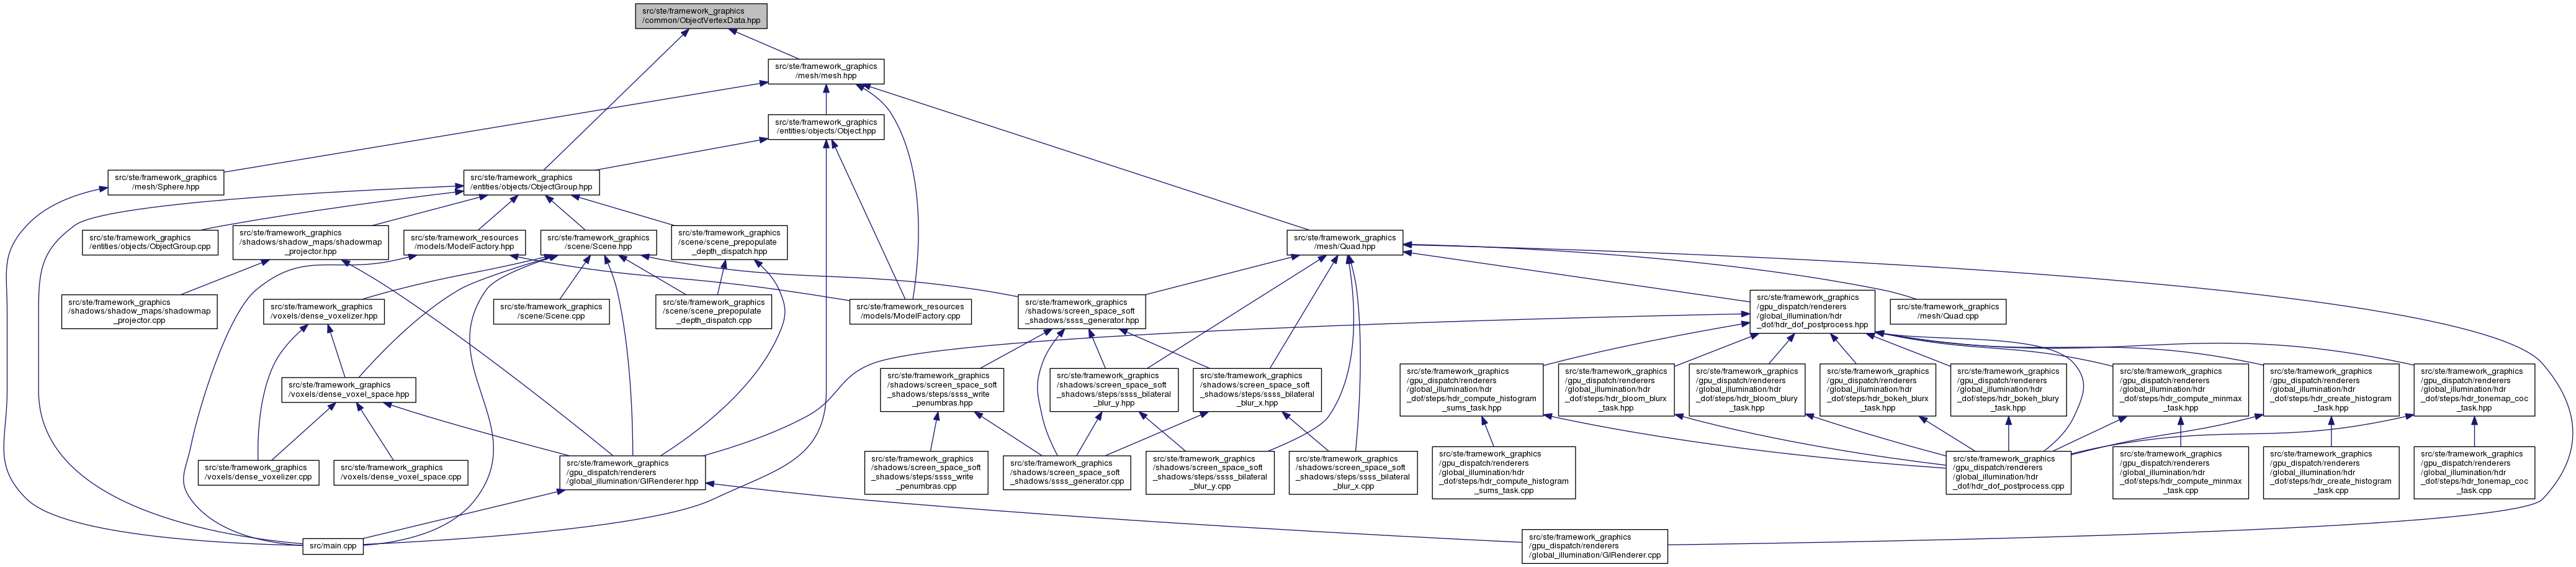 src/ste/framework_graphics
/common/ObjectVertexData.hpp
src/ste/framework_graphics
/mesh/mesh.hpp
src/ste/framework_graphics
/entities/objects/Object.hpp
src/ste/framework_graphics
/mesh/Sphere.hpp
src/ste/framework_graphics
/entities/objects/ObjectGroup.hpp
src/ste/framework_graphics
/entities/objects/ObjectGroup.cpp
src/ste/framework_graphics
/shadows/shadow_maps/shadowmap
_projector.hpp
src/ste/framework_resources
/models/ModelFactory.hpp
src/ste/framework_graphics
/scene/Scene.hpp
src/ste/framework_graphics
/scene/scene_prepopulate
_depth_dispatch.hpp
src/ste/framework_graphics
/mesh/Quad.hpp
src/ste/framework_graphics
/shadows/shadow_maps/shadowmap
_projector.cpp
src/ste/framework_graphics
/voxels/dense_voxelizer.hpp
src/ste/framework_graphics
/scene/Scene.cpp
src/ste/framework_graphics
/scene/scene_prepopulate
_depth_dispatch.cpp
src/ste/framework_resources
/models/ModelFactory.cpp
src/ste/framework_graphics
/shadows/screen_space_soft
_shadows/ssss_generator.hpp
src/ste/framework_graphics
/gpu_dispatch/renderers
/global_illumination/hdr
_dof/hdr_dof_postprocess.hpp
src/ste/framework_graphics
/mesh/Quad.cpp
src/ste/framework_graphics
/voxels/dense_voxel_space.hpp
src/ste/framework_graphics
/shadows/screen_space_soft
_shadows/steps/ssss_write
_penumbras.hpp
src/ste/framework_graphics
/shadows/screen_space_soft
_shadows/steps/ssss_bilateral
_blur_y.hpp
src/ste/framework_graphics
/shadows/screen_space_soft
_shadows/steps/ssss_bilateral
_blur_x.hpp
src/ste/framework_graphics
/gpu_dispatch/renderers
/global_illumination/hdr
_dof/steps/hdr_compute_histogram
_sums_task.hpp
src/ste/framework_graphics
/gpu_dispatch/renderers
/global_illumination/hdr
_dof/steps/hdr_bloom_blurx
_task.hpp
src/ste/framework_graphics
/gpu_dispatch/renderers
/global_illumination/hdr
_dof/steps/hdr_bloom_blury
_task.hpp
src/ste/framework_graphics
/gpu_dispatch/renderers
/global_illumination/hdr
_dof/steps/hdr_bokeh_blurx
_task.hpp
src/ste/framework_graphics
/gpu_dispatch/renderers
/global_illumination/hdr
_dof/steps/hdr_bokeh_blury
_task.hpp
src/ste/framework_graphics
/gpu_dispatch/renderers
/global_illumination/hdr
_dof/steps/hdr_compute_minmax
_task.hpp
src/ste/framework_graphics
/gpu_dispatch/renderers
/global_illumination/hdr
_dof/steps/hdr_create_histogram
_task.hpp
src/ste/framework_graphics
/gpu_dispatch/renderers
/global_illumination/hdr
_dof/steps/hdr_tonemap_coc
_task.hpp
src/ste/framework_graphics
/voxels/dense_voxelizer.cpp
src/ste/framework_graphics
/voxels/dense_voxel_space.cpp
src/ste/framework_graphics
/gpu_dispatch/renderers
/global_illumination/GIRenderer.hpp
src/ste/framework_graphics
/shadows/screen_space_soft
_shadows/steps/ssss_write
_penumbras.cpp
src/ste/framework_graphics
/shadows/screen_space_soft
_shadows/ssss_generator.cpp
src/ste/framework_graphics
/shadows/screen_space_soft
_shadows/steps/ssss_bilateral
_blur_y.cpp
src/ste/framework_graphics
/shadows/screen_space_soft
_shadows/steps/ssss_bilateral
_blur_x.cpp
src/ste/framework_graphics
/gpu_dispatch/renderers
/global_illumination/hdr
_dof/steps/hdr_compute_histogram
_sums_task.cpp
src/ste/framework_graphics
/gpu_dispatch/renderers
/global_illumination/hdr
_dof/hdr_dof_postprocess.cpp
src/ste/framework_graphics
/gpu_dispatch/renderers
/global_illumination/hdr
_dof/steps/hdr_compute_minmax
_task.cpp
src/ste/framework_graphics
/gpu_dispatch/renderers
/global_illumination/hdr
_dof/steps/hdr_create_histogram
_task.cpp
src/ste/framework_graphics
/gpu_dispatch/renderers
/global_illumination/hdr
_dof/steps/hdr_tonemap_coc
_task.cpp
src/main.cpp
src/ste/framework_graphics
/gpu_dispatch/renderers
/global_illumination/GIRenderer.cpp